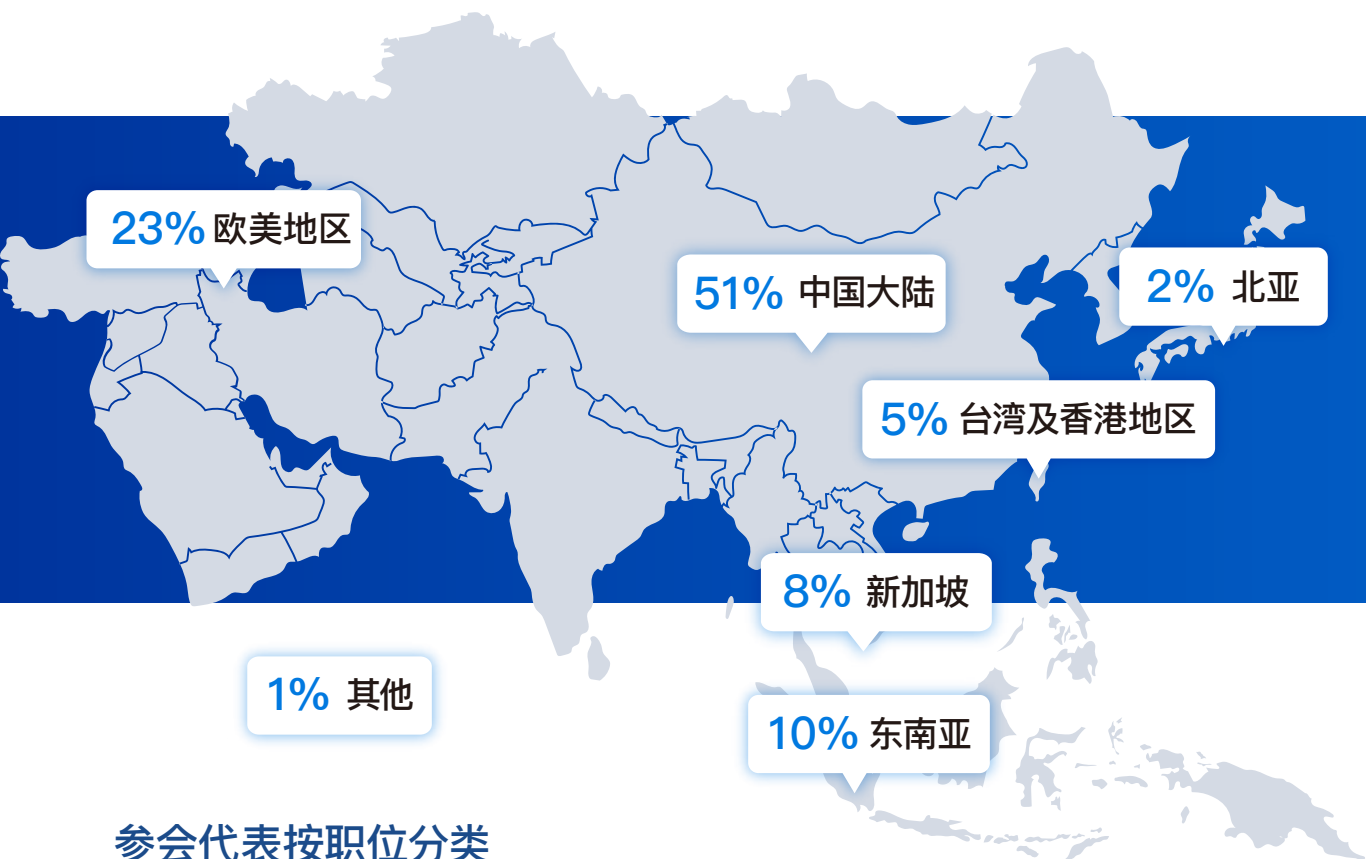 23% 欧美地区
51% 中国大陆
2% 北亚
5% 台湾及香港地区
8% 新加坡
1% 其他
10% 东南亚
参会代表按职位分类